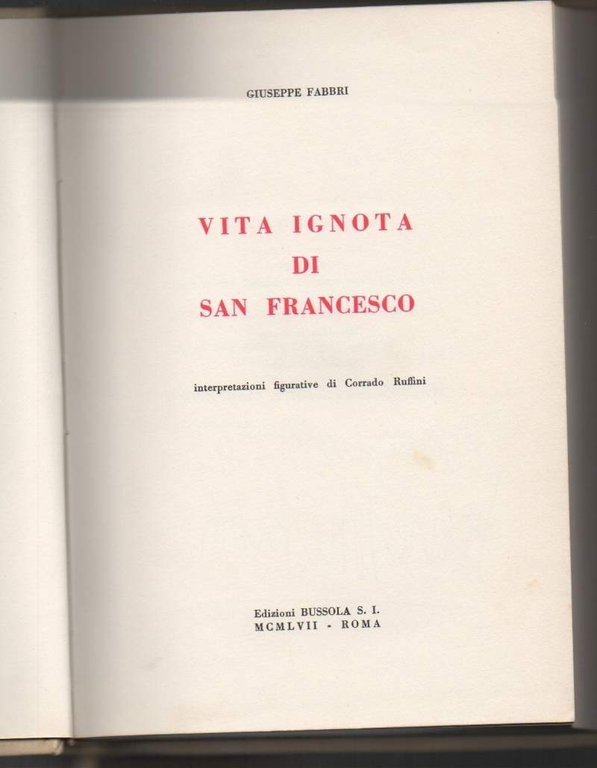 GIUSEPPE FABBRI
VITA IGNOTA
DI
SAN FRANCESCO
interpretazioni figurative di Corrado Ruffini
Edizioni BUSSOLA S. I.
MCMLVII - ROMA